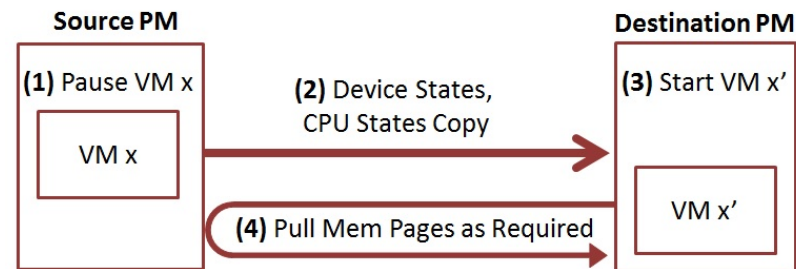 Source PM
Destination PM
(1) Pause VM x
(2) Device States,
CPU States Copy
(3) Start VM x’
VM x
VM x’
(4) Pull Mem Pages as Required